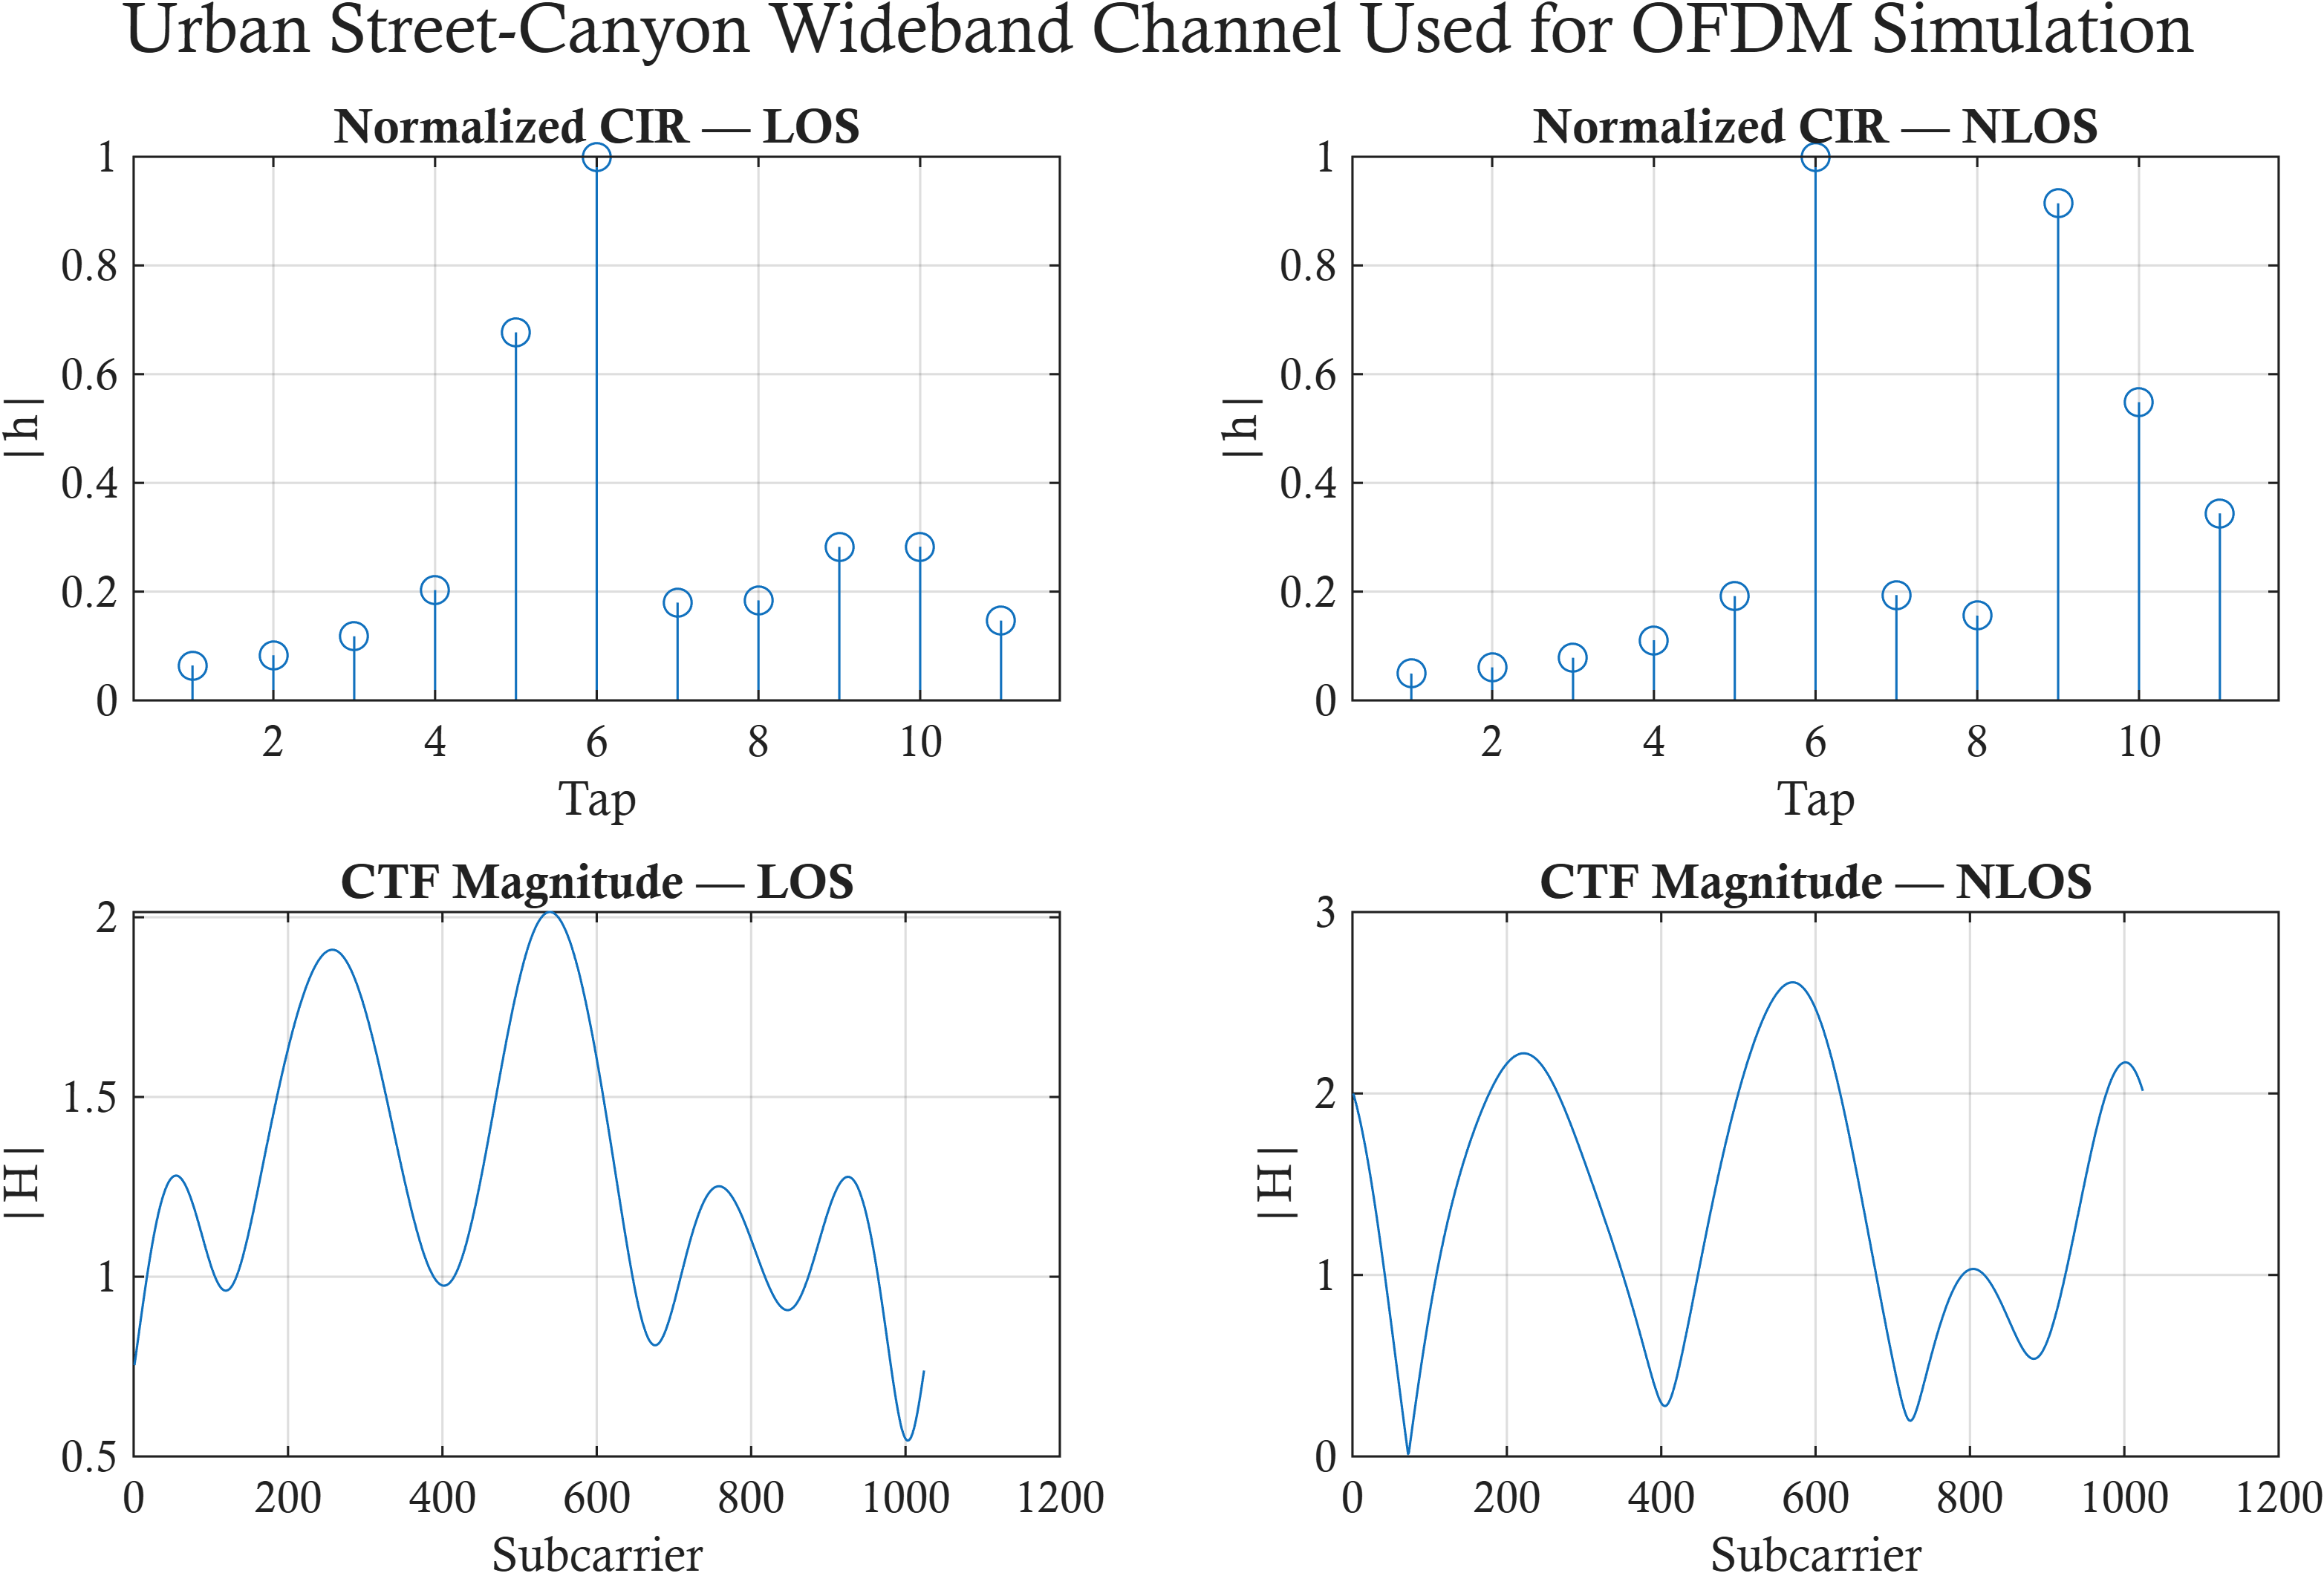 Urban Street-Canyon Wideband Channel Used for OFDM Simulation
Normalized CIR — LOS
1
0.8
0.6
0.4
0.2
0
|h|
2 4 6 8 10
Tap
Normalized CIR — NLOS
1
0.8
0.6
0.4
0.2
0
|h|
2 4 6 8 10
Tap
CTF Magnitude — LOS
2
1.5
1
0.5
|H|
0 200 400 600 800 1000 1200
Subcarrier
CTF Magnitude — NLOS
3
2
1
0
|H|
0 200 400 600 800 1000 1200
Subcarrier